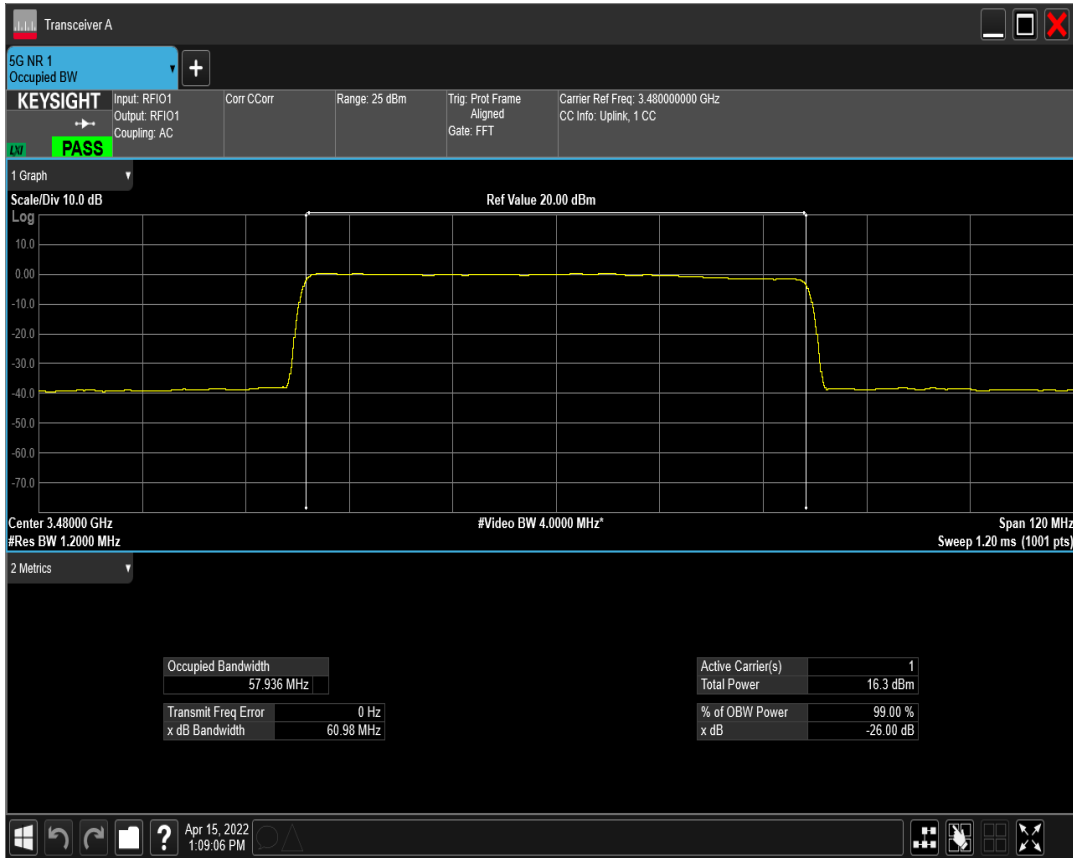 Transceiver A
5G NR 1
Occupied BW
+
KEYSIGHT
LXI
PASS
Input: RFIO1
Output: RFIO1
Coupling: AC
Corr CCorr
Range: 25 dBm
Trig: Prot Frame
Aligned
Gate: FFT
Carrier Ref Freq: 3.480000000 GHz
CC Info: Uplink, 1 CC
1 Graph
Scale/Div 10.0 dB
Ref Value 20.00 dBm
Log
10.0
0.00
-10.0
-20.0
-30.0
-40.0
-50.0
-60.0
-70.0
Center 3.48000 GHz
#Video BW 4.0000 MHz*
Span 120 MHz
#Res BW 1.2000 MHz
Sweep 1.20 ms (1001 pts)
2 Metrics
Occupied Bandwidth
57.936 MHz
Transmit Freq Error 0 Hz
x dB Bandwidth 60.98 MHz
Active Carrier(s) 1
Total Power 16.3 dBm
% of OBW Power 99.00 %
x dB -26.00 dB
?
Apr 15, 2022
1:09:06 PM